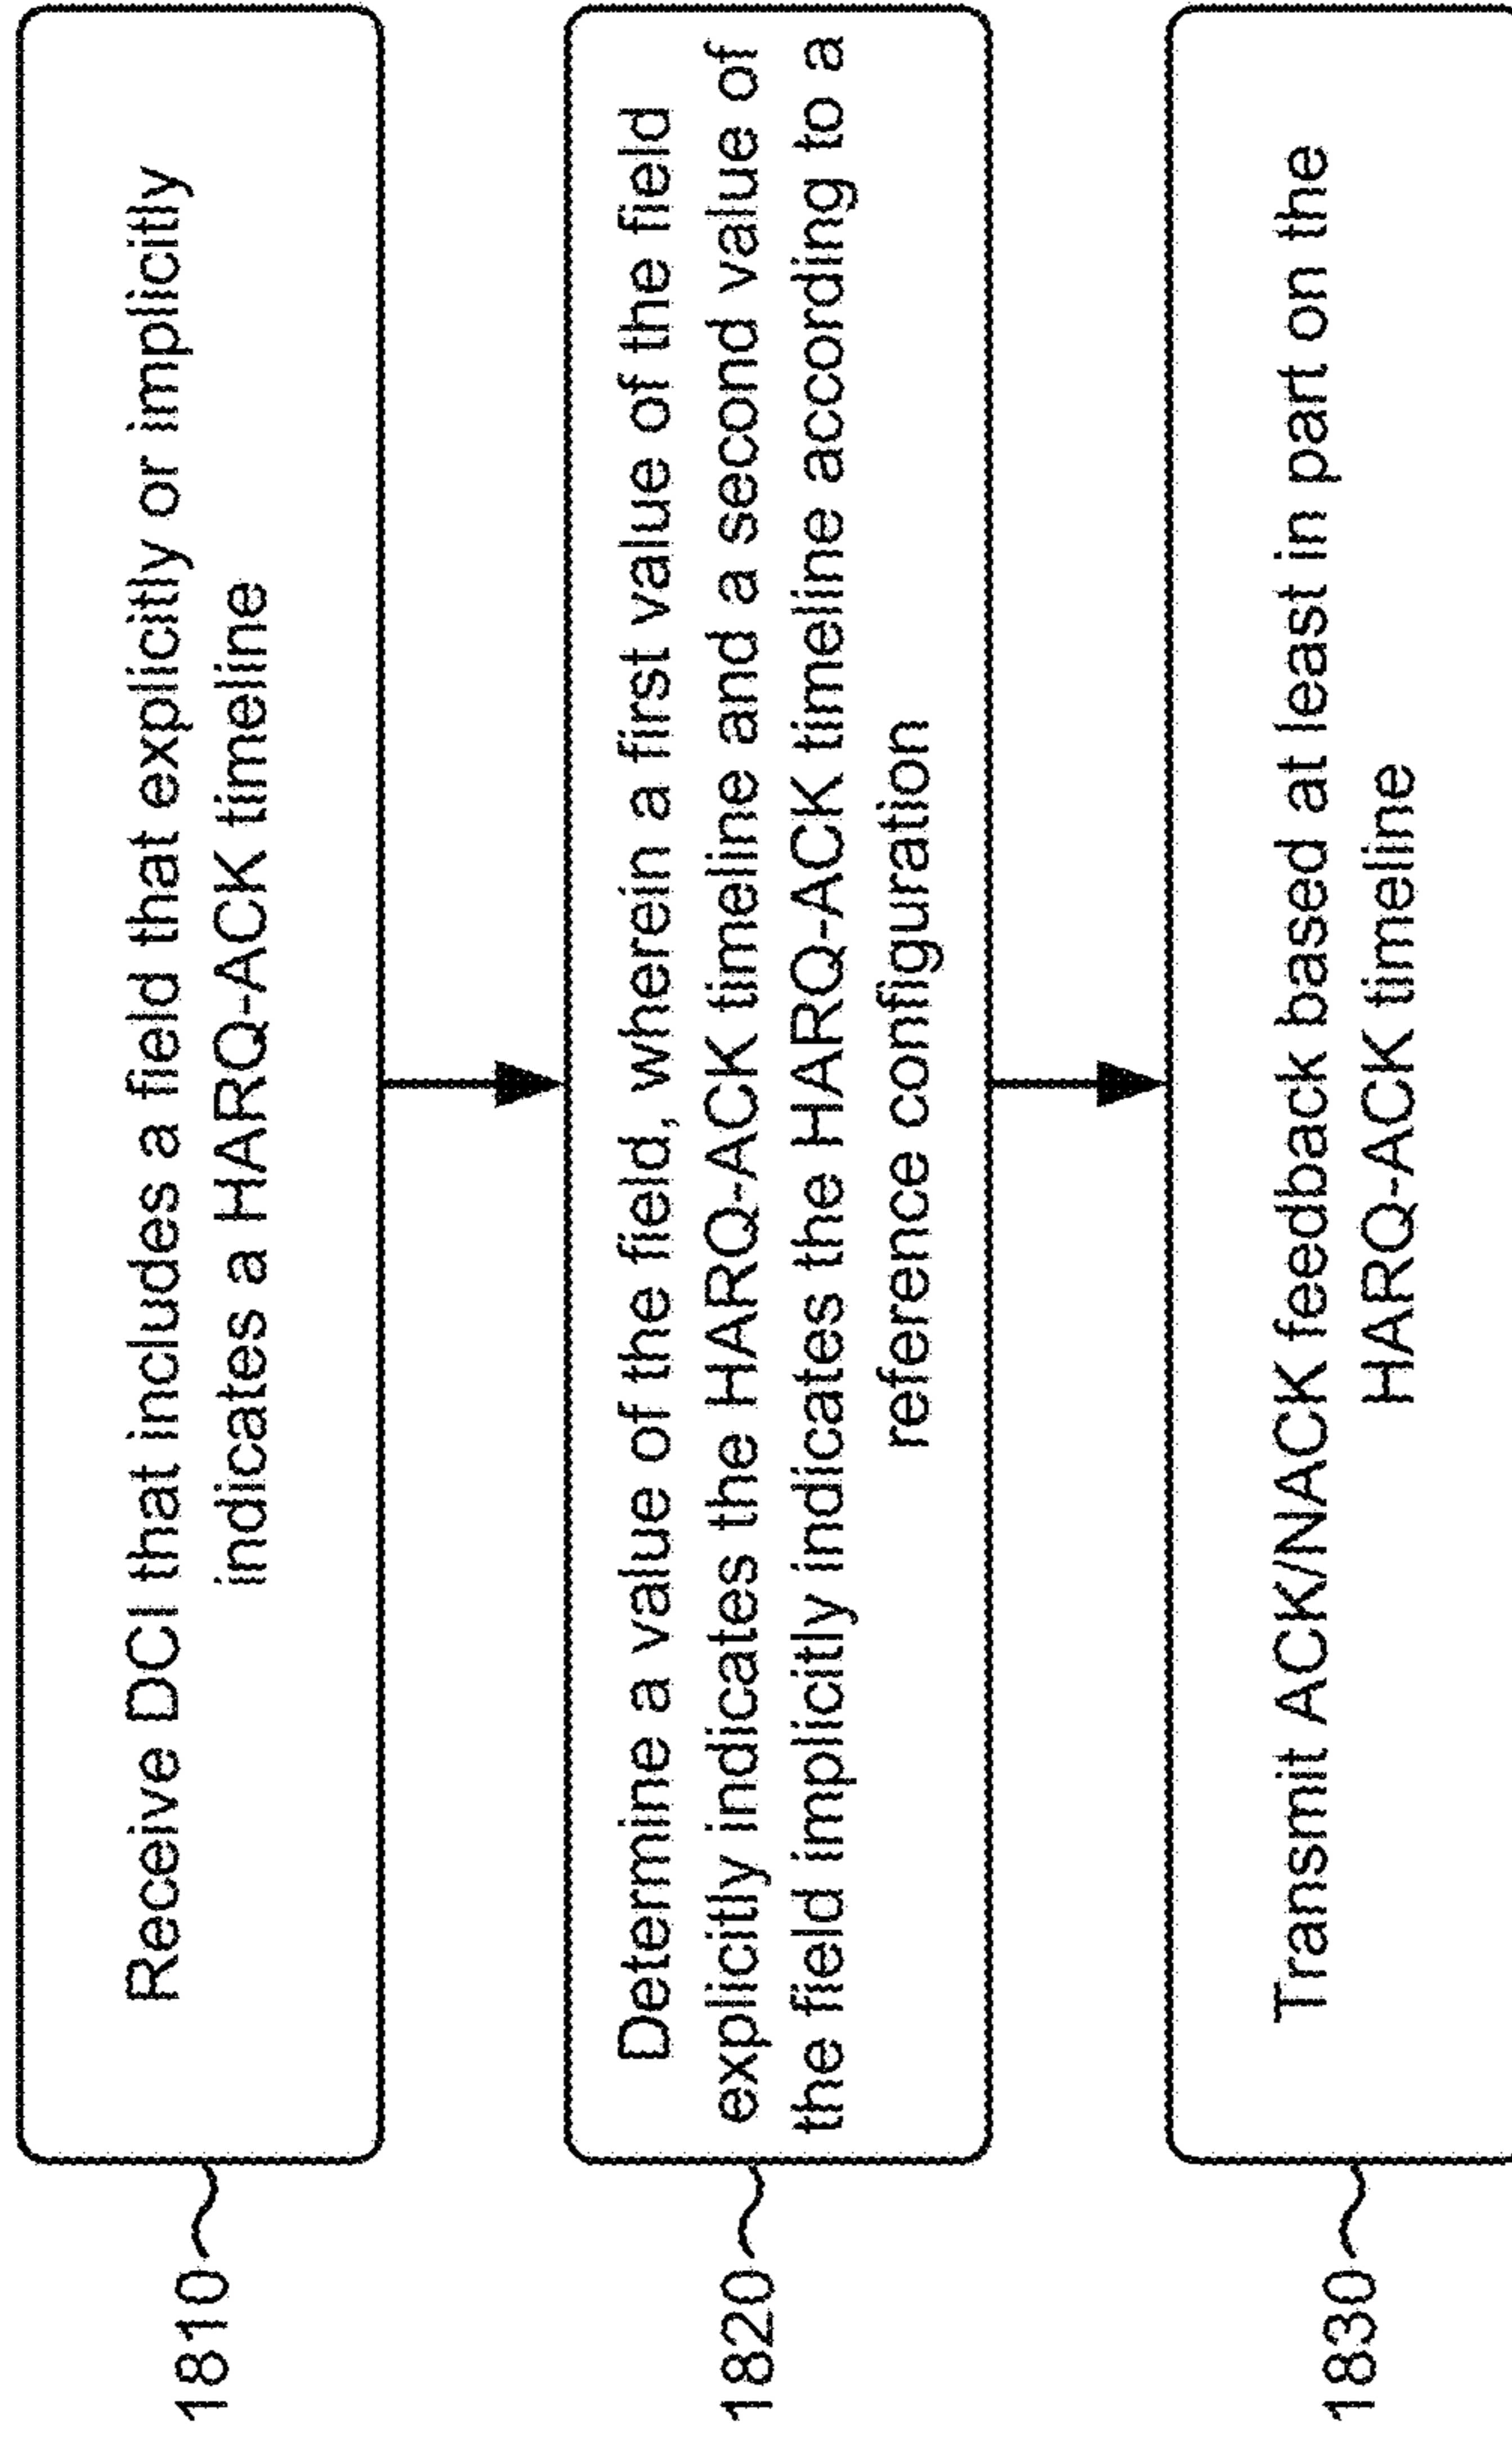 1810
Receive DCI that includes a field that explicitly or implicitly
indicates a HARQ-ACK timeline
1820
Determine a value of the field, wherein a first value of the field
explicitly indicates the HARQ-ACK timeline and a second value of
the field implicitly indicates the HARQ-ACK timeline according to a
reference configuration
1830
Transmit ACK/NACK feedback based at least in part on the
HARQ-ACK timeline